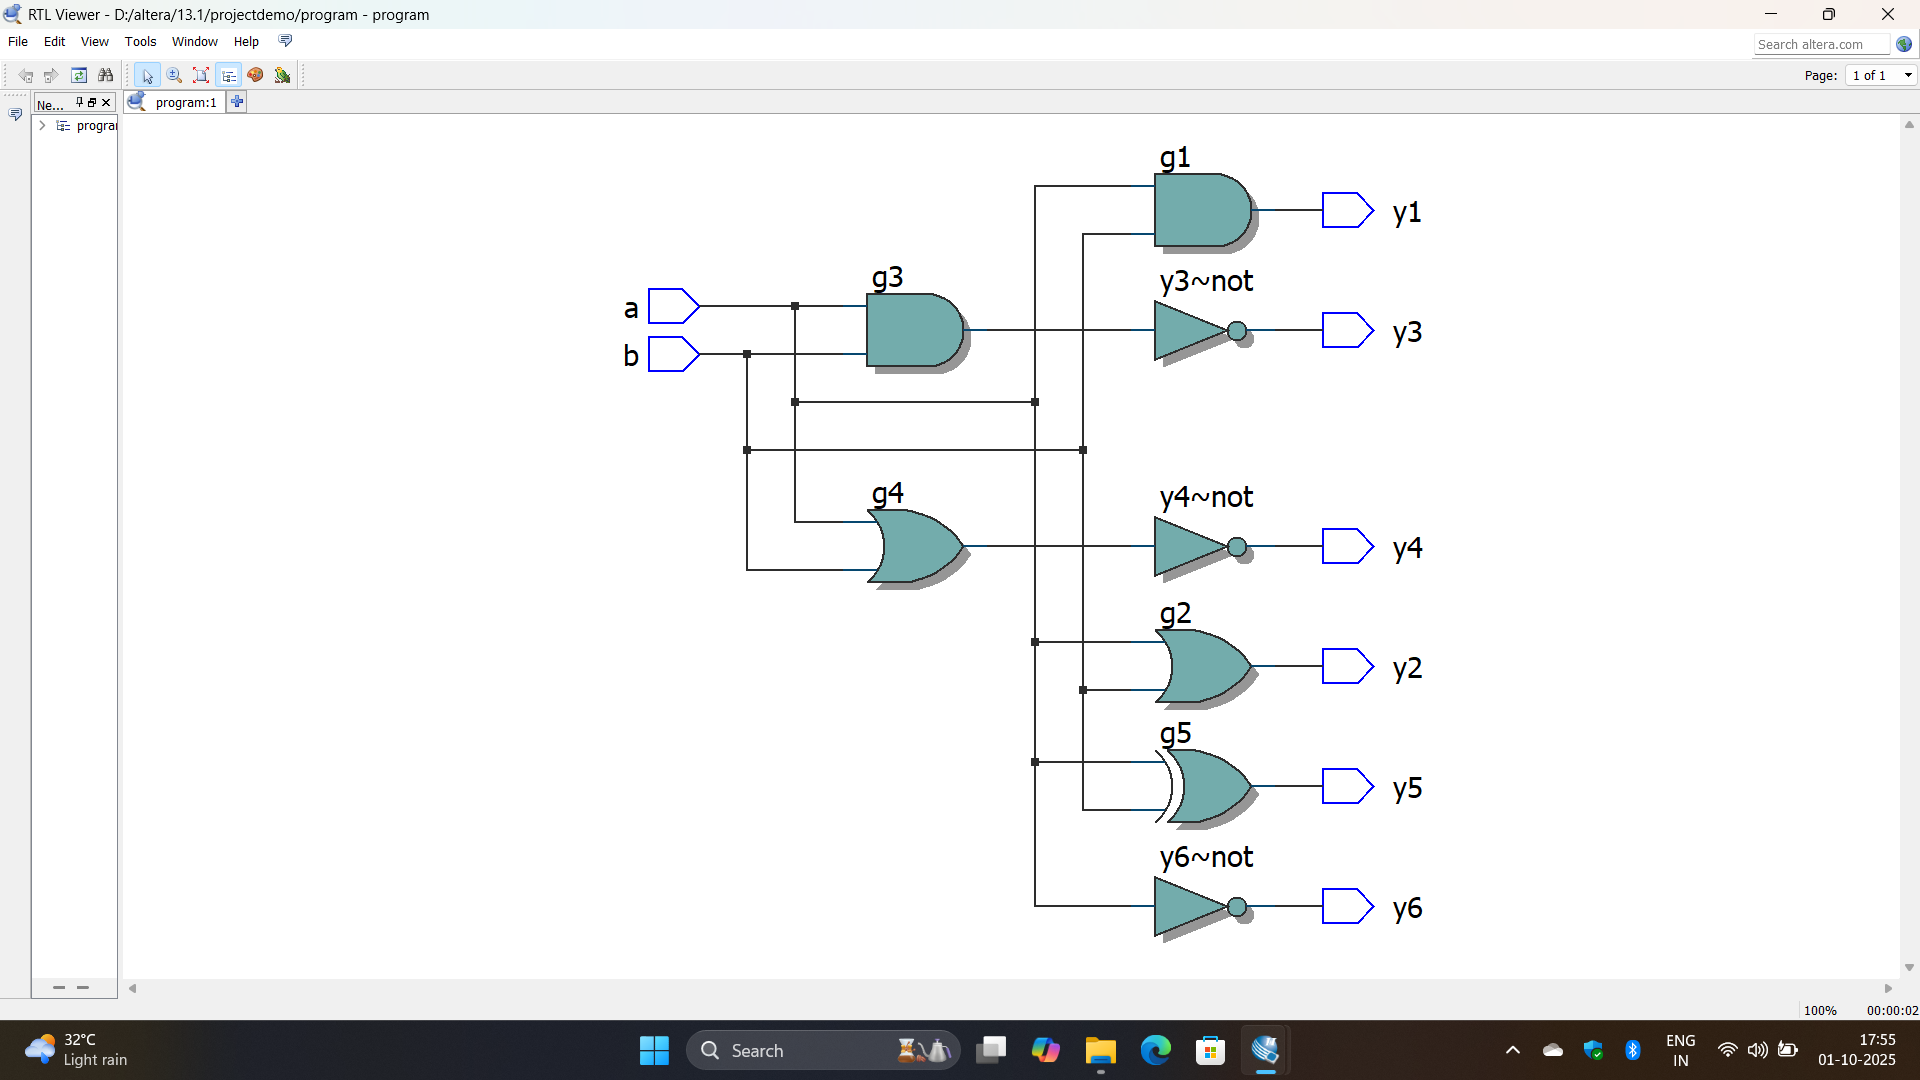 RTL Viewer - D:/altera/13.1/projectdemo/program - program
File Edit View Tools Window Help
Search altera.com
Page: 1 of 1
Ne... program:1
progra
g1
y1
y3~not
g3
a
y3
b
g4
y4~not
y4
g2
y2
g5
y5
y6~not
y6
100% 00:00:02
32°C
Light rain
Search
ENG
IN
17:55
01-10-2025